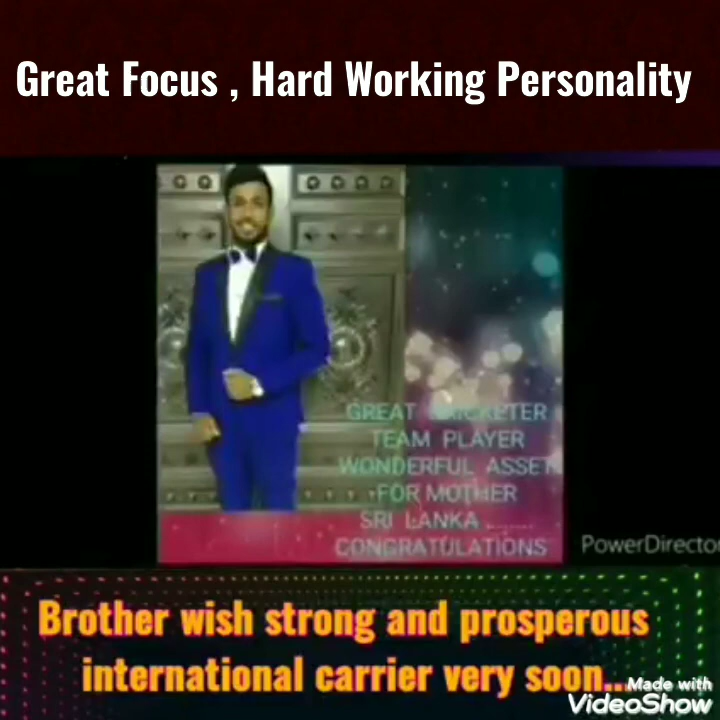 Great Focus , Hard Working Personality
GREAT CRICKETER
TEAM PLAYER
WONDERFUL ASSET
FOR MOTHER
SRI LANKA ........
CONGRATULATIONS
PowerDirector
Brother wish strong and prosperous
international carrier very soon...
Made with
VideoShow